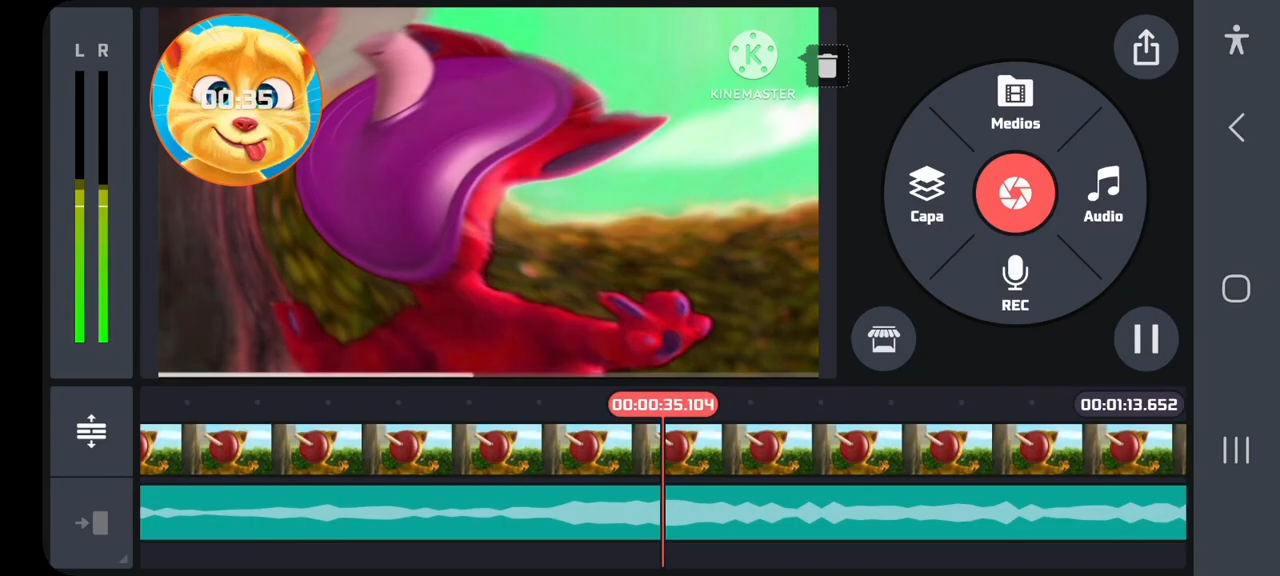 L R
00:35
K
KINEMASTER
Medios
Capa
Audio
REC
00:00:35.104
00:01:13.652